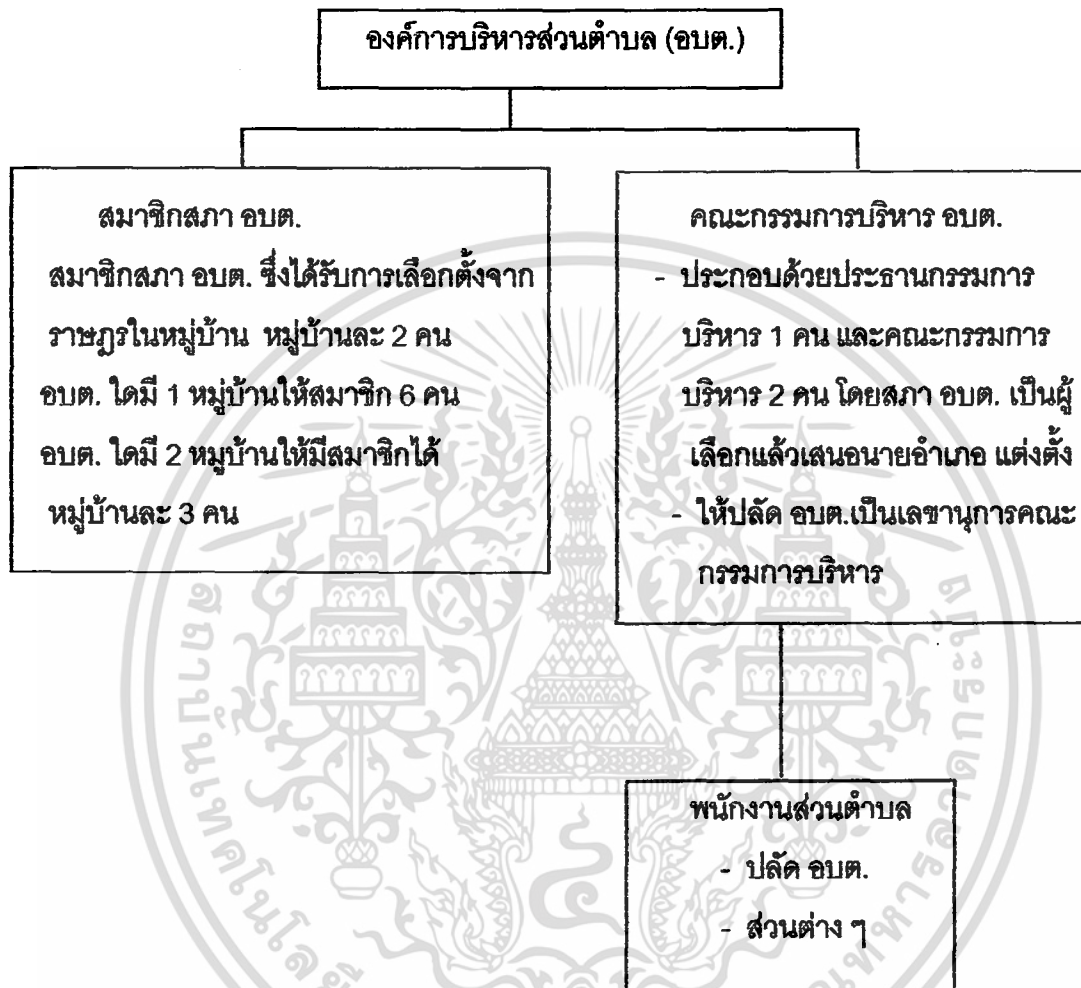 องค์การบริหารส่วนตำบล (อบต.)
สมาชิกสภา อบต.
สมาชิกสภา อบต. ซึ่งได้รับการเลือกตั้งจาก
ราษฎรในหมู่บ้าน หมู่บ้านละ 2 คน
อบต. ใดมี 1 หมู่บ้านให้สมาชิก 6 คน
อบต. ใดมี 2 หมู่บ้านให้มีสมาชิกได้
หมู่บ้านละ 3 คน
คณะกรรมการบริหาร อบต.
- ประกอบด้วยประธานกรรมการ
บริหาร 1 คน และคณะกรรมการ
บริหาร 2 คน โดยสภา อบต. เป็นผู้
เลือกแล้วเสนอนายอำเภอ แต่งตั้ง
- ให้ปลัด อบต.เป็นเลขานุการคณะ
กรรมการบริหาร
พนักงานส่วนตำบล
- ปลัด อบต.
- ส่วนต่าง ๆ